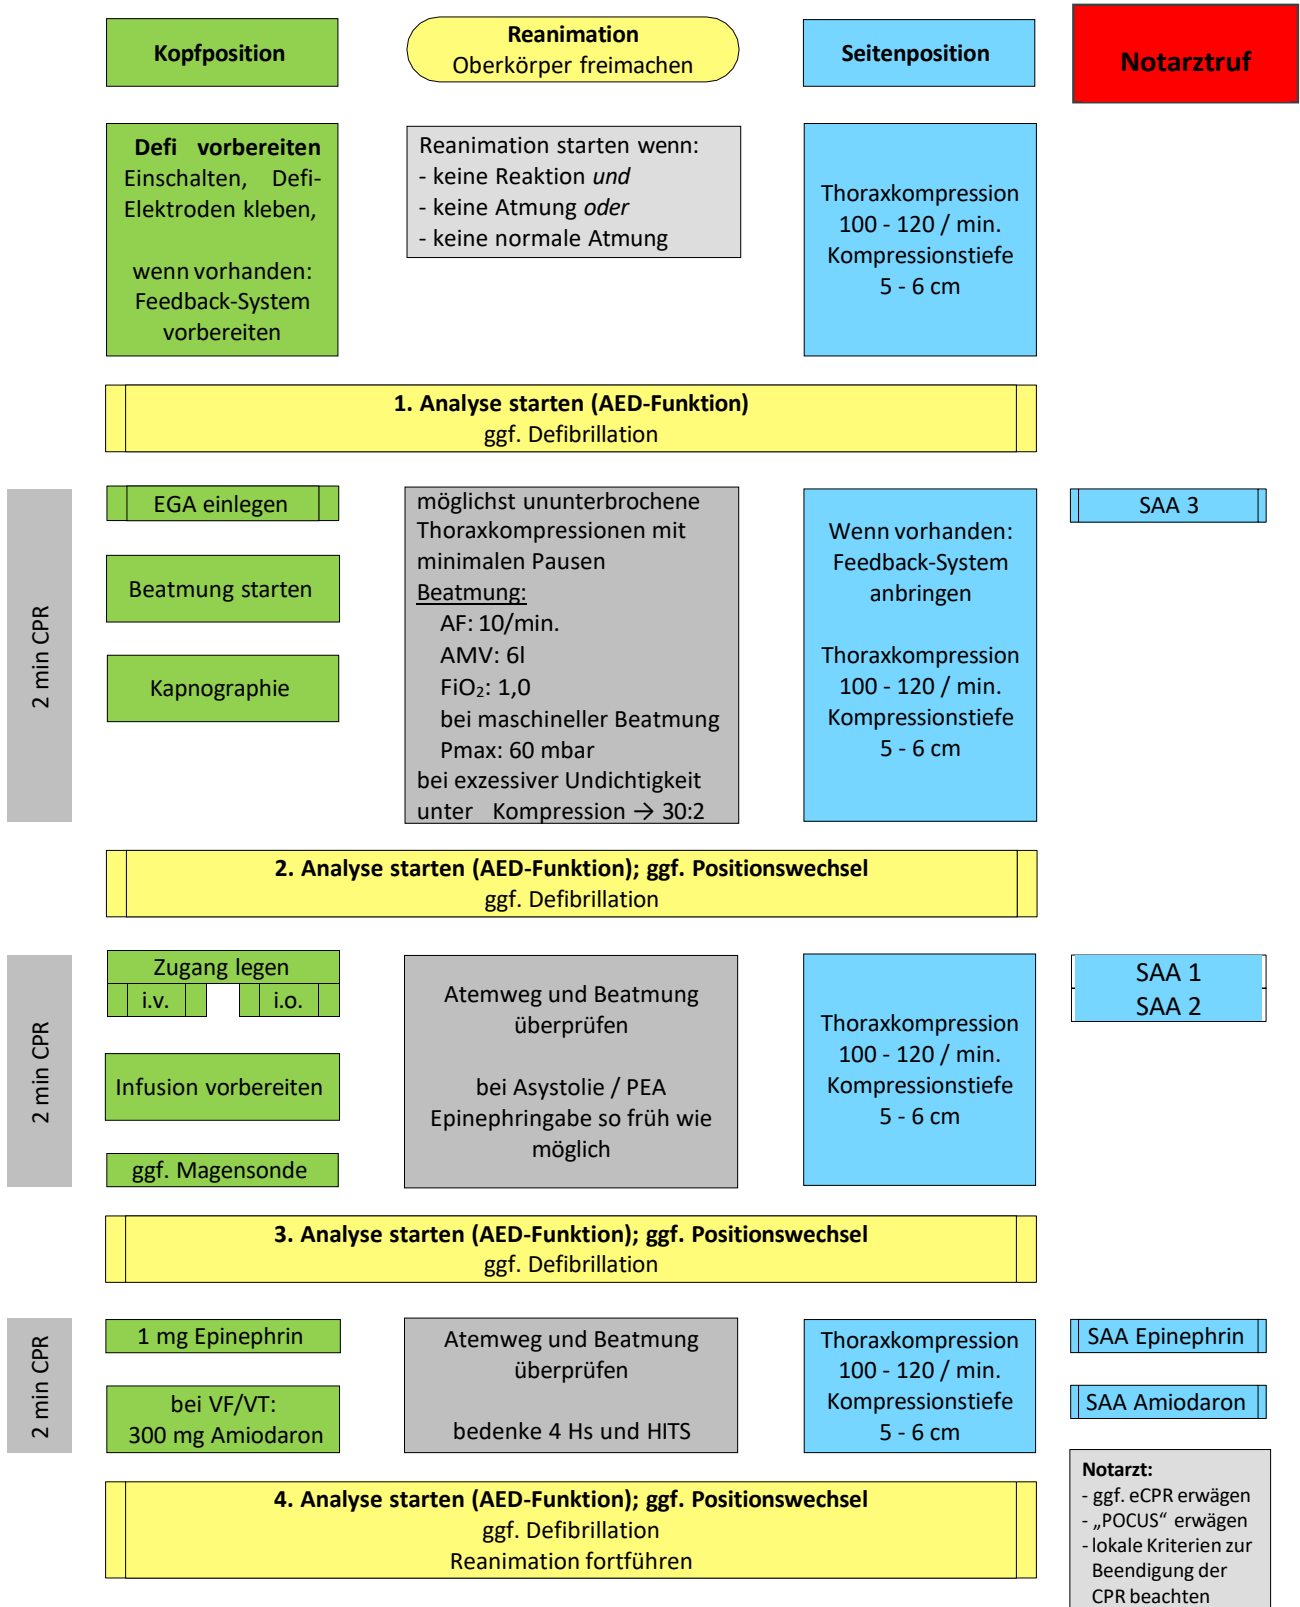 Kopfposition
Reanimation
Oberkörper freimachen
Seitenposition
Notarztruf
Defi vorbereiten
Einschalten, Defi-
Elektroden kleben,
wenn vorhanden:
Feedback-System
vorbereiten
Reanimation starten wenn:
- keine Reaktion und
- keine Atmung oder
- keine normale Atmung
Thoraxkompression
100 - 120 / min.
Kompressionstiefe
5 - 6 cm
1. Analyse starten (AED-Funktion)
ggf. Defibrillation
2 min CPR
EGA einlegen
Beatmung starten
Kapnographie
möglichst ununterbrochene
Thoraxkompressionen mit
minimalen Pausen
Beatmung:
AF: 10/min.
AMV: 6l
FiO₂: 1,0
bei maschineller Beatmung
Pmax: 60 mbar
bei exzessiver Undichtigkeit
unter Kompression → 30:2
Wenn vorhanden:
Feedback-System
anbringen
Thoraxkompression
100 - 120 / min.
Kompressionstiefe
5 - 6 cm
SAA 3
2. Analyse starten (AED-Funktion); ggf. Positionswechsel
ggf. Defibrillation
2 min CPR
Zugang legen
i.v. i.o.
Infusion vorbereiten
ggf. Magensonde
Atemweg und Beatmung
überprüfen
bei Asystolie / PEA
Epinephringabe so früh wie
möglich
Thoraxkompression
100 - 120 / min.
Kompressionstiefe
5 - 6 cm
SAA 1
SAA 2
3. Analyse starten (AED-Funktion); ggf. Positionswechsel
ggf. Defibrillation
2 min CPR
1 mg Epinephrin
bei VF/VT:
300 mg Amiodaron
Atemweg und Beatmung
überprüfen
bedenke 4 Hs und HITS
Thoraxkompression
100 - 120 / min.
Kompressionstiefe
5 - 6 cm
SAA Epinephrin
SAA Amiodaron
4. Analyse starten (AED-Funktion); ggf. Positionswechsel
ggf. Defibrillation
Reanimation fortführen
Notarzt:
- ggf. eCPR erwägen
- „POCUS“ erwägen
- lokale Kriterien zur
Beendigung der
CPR beachten